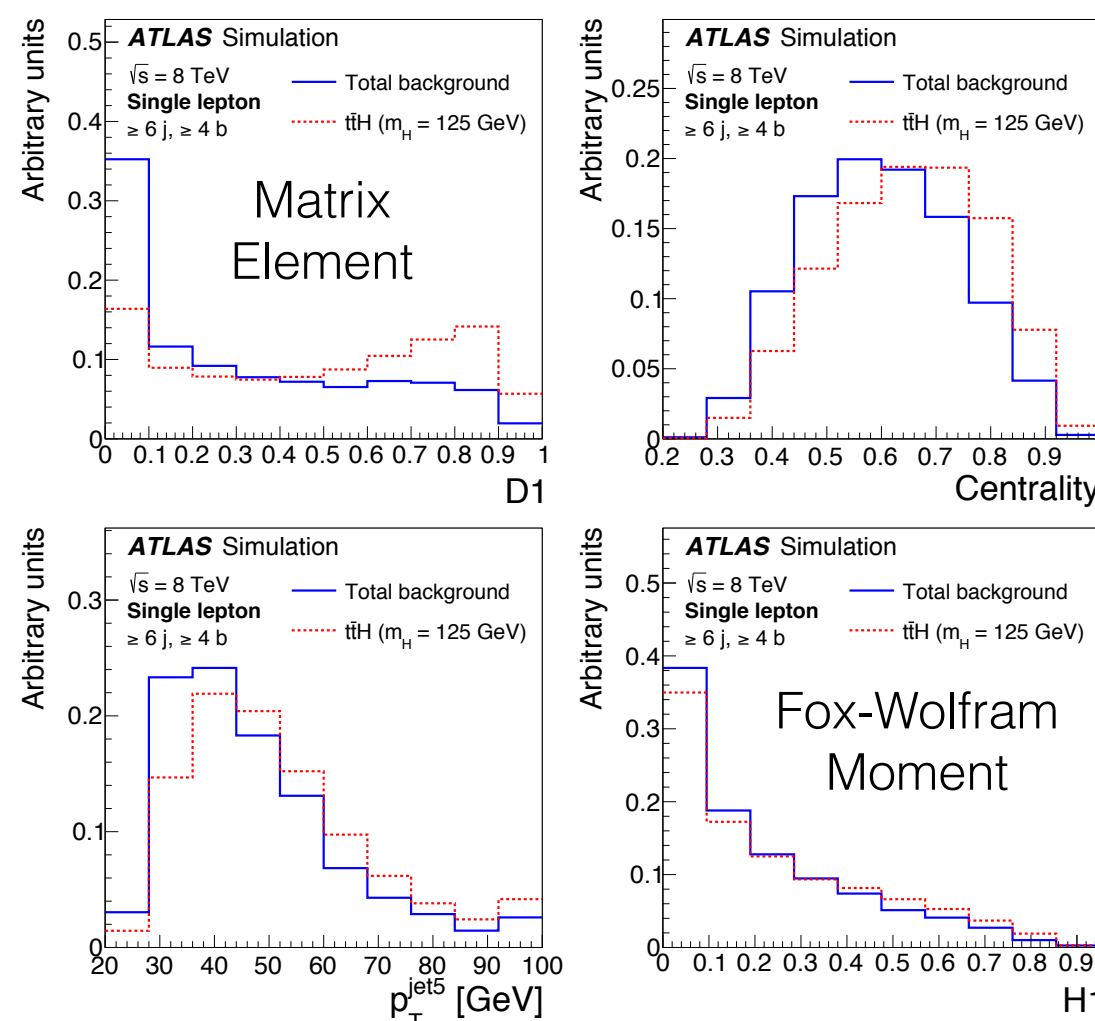 Arbitrary units
ATLAS Simulation
√s = 8 TeV
Single lepton
≥ 6 j, ≥ 4 b
Total background
tt̄H (m_H = 125 GeV)
Matrix
Element
0.5
0.4
0.3
0.2
0.1
0
0 0.1 0.2 0.3 0.4 0.5 0.6 0.7 0.8 0.9 1
D1
Arbitrary units
ATLAS Simulation
√s = 8 TeV
Single lepton
≥ 6 j, ≥ 4 b
Total background
tt̄H (m_H = 125 GeV)
0.25
0.2
0.15
0.1
0.05
0
0.2 0.3 0.4 0.5 0.6 0.7 0.8 0.9
Centrality
Arbitrary units
ATLAS Simulation
√s = 8 TeV
Single lepton
≥ 6 j, ≥ 4 b
Total background
tt̄H (m_H = 125 GeV)
0.3
0.2
0.1
0
20 30 40 50 60 70 80 90 100
p_T^jet5 [GeV]
Arbitrary units
ATLAS Simulation
√s = 8 TeV
Single lepton
≥ 6 j, ≥ 4 b
Total background
tt̄H (m_H = 125 GeV)
Fox-Wolfram
Moment
0.5
0.4
0.3
0.2
0.1
0
0 0.1 0.2 0.3 0.4 0.5 0.6 0.7 0.8 0.9
H1